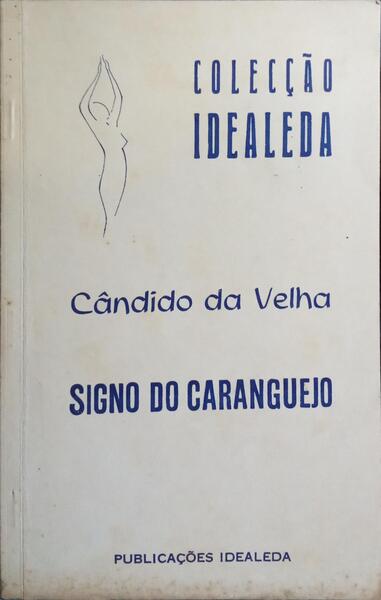 COLECÇÃO
IDEALEDA
Cândido da Velha
SIGNO DO CARANGUEJO
PUBLICAÇÕES IDEALEDA